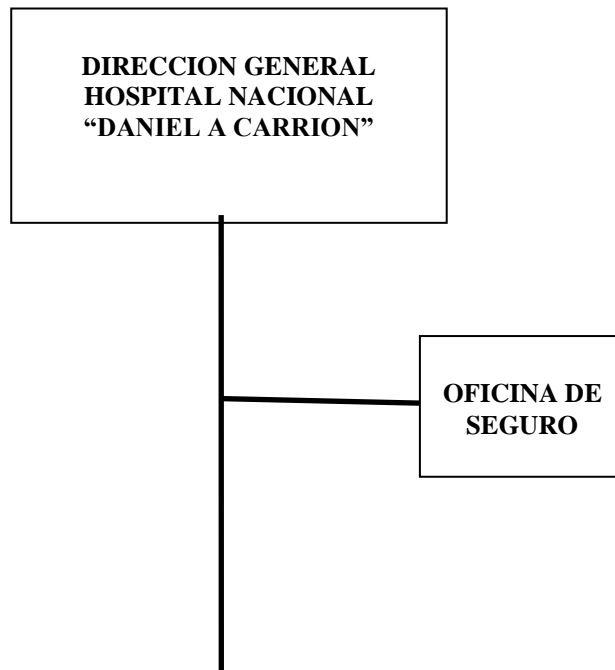 DIRECCION GENERAL
HOSPITAL NACIONAL
“DANIEL A CARRION”
OFICINA DE
SEGURO